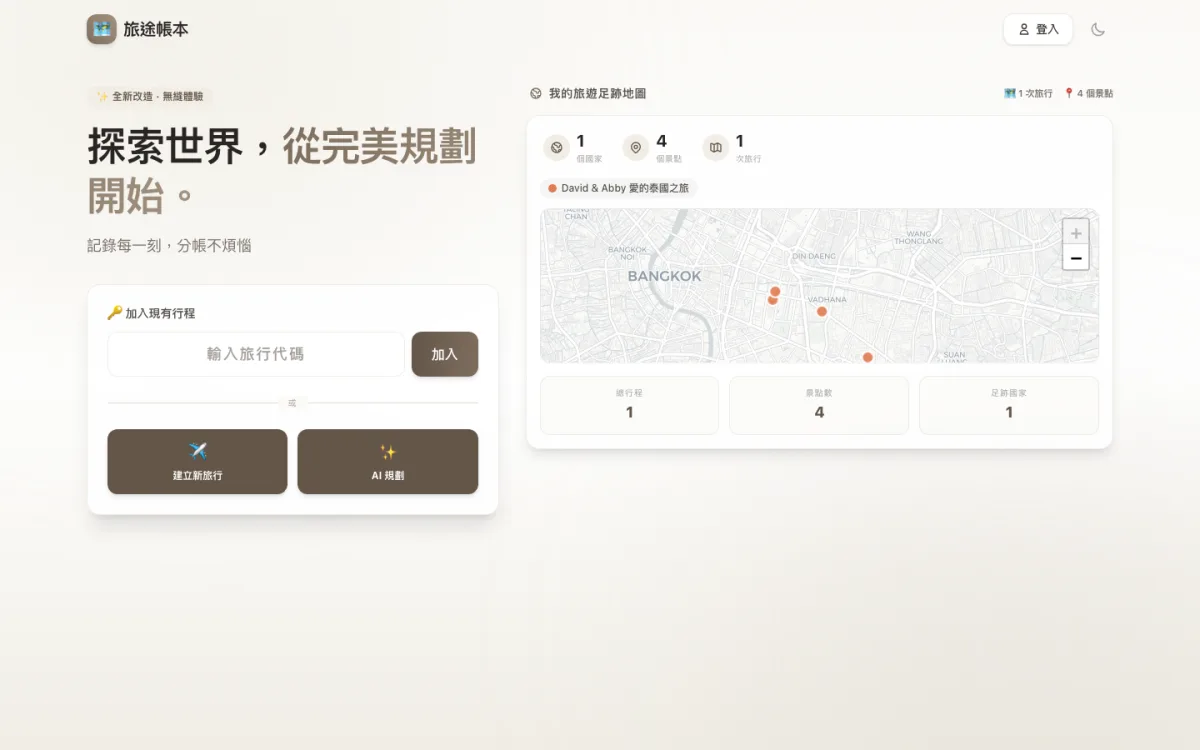 旅途帳本
登入
✨ 全新改造 · 無縫體驗
探索世界，從完美規劃
開始。
記錄每一刻，分帳不煩惱
🔑 加入現有行程
輸入旅行代碼
加入
或
建立新旅行
AI 規劃
我的旅遊足跡地圖
1 次旅行
4 個景點
1
個國家
4
個景點
1
次旅行
David & Abby 愛的泰國之旅
CHAN
BANGKOK
NOI
BANGKOK
DIN DAENG
WANG
THONGLANG
VADHANA
SUAN
LUANG
+
−
總行程
1
景點數
4
足跡國家
1